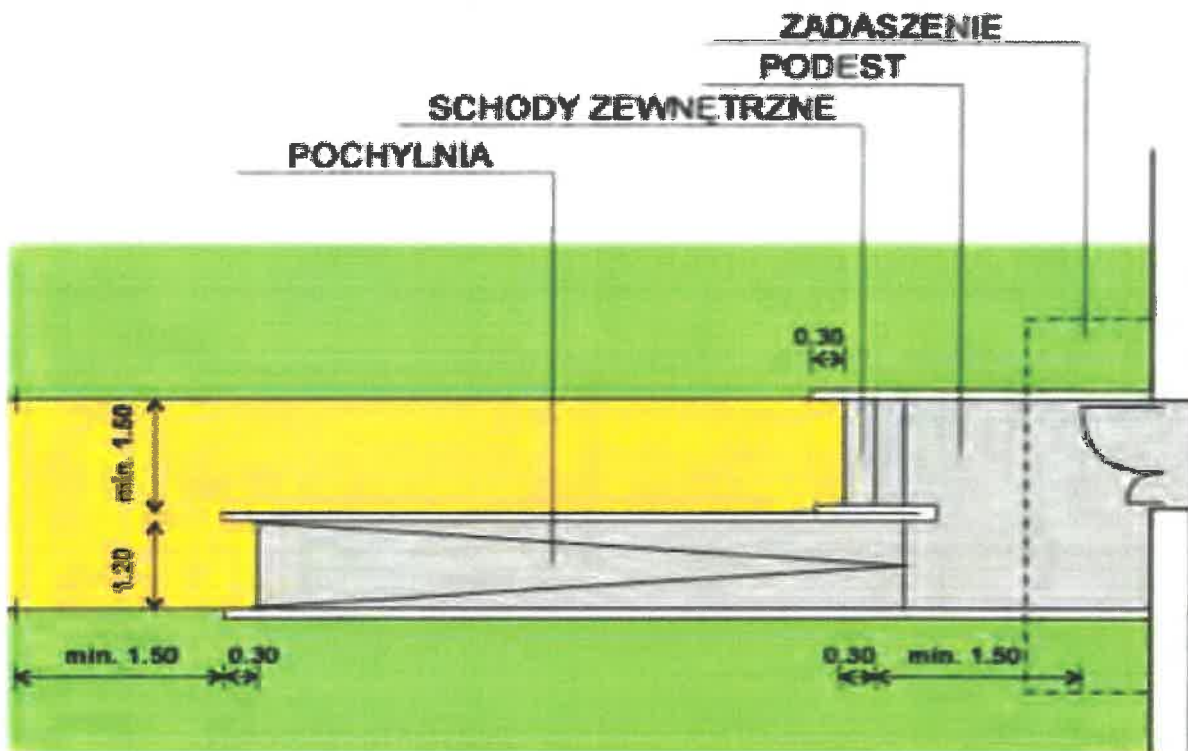 ZADASZENIE
PODEST
SCHODY ZEWNĘTRZNE
POCHYLNIA
0.30
min. 1.50
1.20
min. 1.50
0.30
0.30
min. 1.50